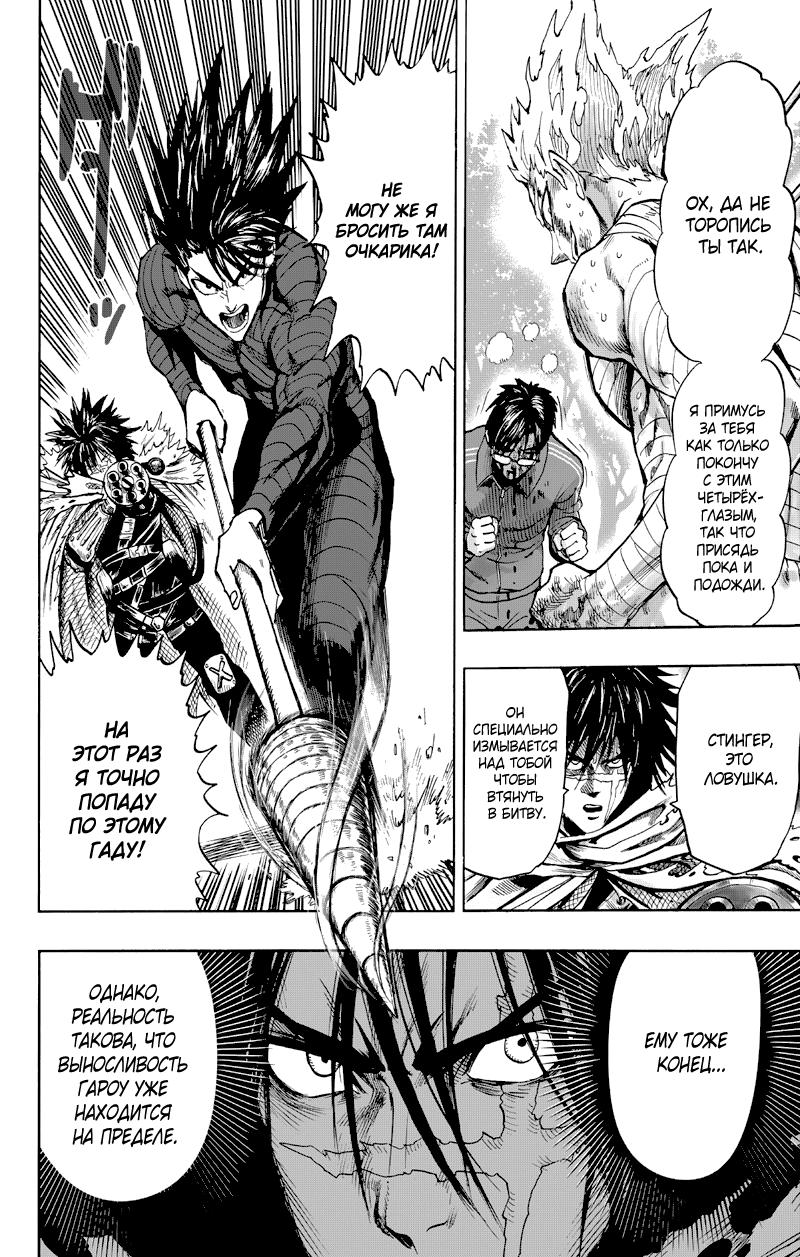 ОХ, ДА НЕ
ТОРОПИСЬ
ТЫ ТАК.
Я ПРИМУСЬ
ЗА ТЕБЯ
КАК ТОЛЬКО
ПОКОНЧУ
С ЭТИМ
ЧЕТЫРЁХ-
ГЛАЗЫМ,
ТАК ЧТО
ПРИСЯДЬ
ПОКА И
ПОДОЖДИ.
СТИНГЕР,
ЭТО
ЛОВУШКА.
ОН
СПЕЦИАЛЬНО
ИЗМЫВАЕТСЯ
НАД ТОБОЙ
ЧТОБЫ
ВТЯНУТЬ
В БИТВУ.
НЕ
МОГУ ЖЕ Я
БРОСИТЬ ТАМ
ОЧКАРИКА!
ダダッ
НА
ЭТОТ РАЗ
Я ТОЧНО
ПОПАДУ
ПО ЭТОМУ
ГАДУ!
ЕМУ ТОЖЕ
КОНЕЦ...
ОДНАКО,
РЕАЛЬНОСТЬ
ТАКОВА, ЧТО
ВЫНОСЛИВОСТЬ
ГАРОУ УЖЕ
НАХОДИТСЯ
НА ПРЕДЕЛЕ.